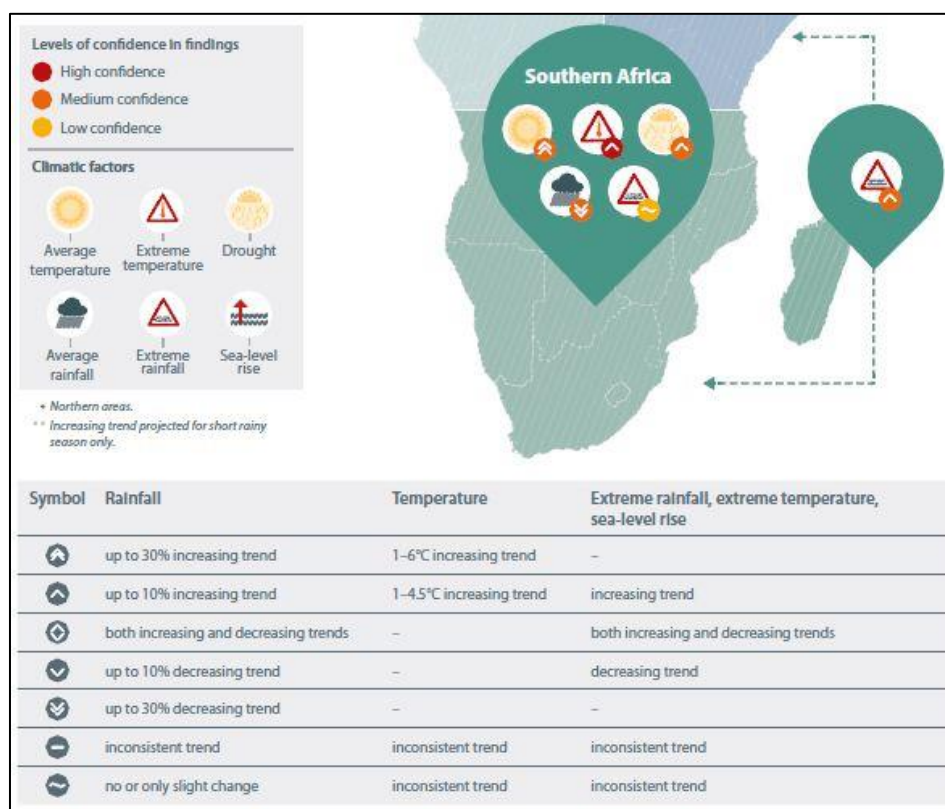 Levels of confidence in findings
High confidence
Medium confidence
Low confidence
Climatic factors
Average
temperature
Extreme
temperature
Drought
Average
rainfall
Extreme
rainfall
Sea-level
rise
+ Northern areas.
** Increasing trend projected for short rainy
season only.
Southern Africa
Symbol Rainfall Temperature Extreme rainfall, extreme temperature,
sea-level rise
up to 30% increasing trend 1–6°C increasing trend –
up to 10% increasing trend 1–4.5°C increasing trend increasing trend
both increasing and decreasing trends – both increasing and decreasing trends
up to 10% decreasing trend – decreasing trend
up to 30% decreasing trend – –
inconsistent trend inconsistent trend inconsistent trend
no or only slight change inconsistent trend inconsistent trend